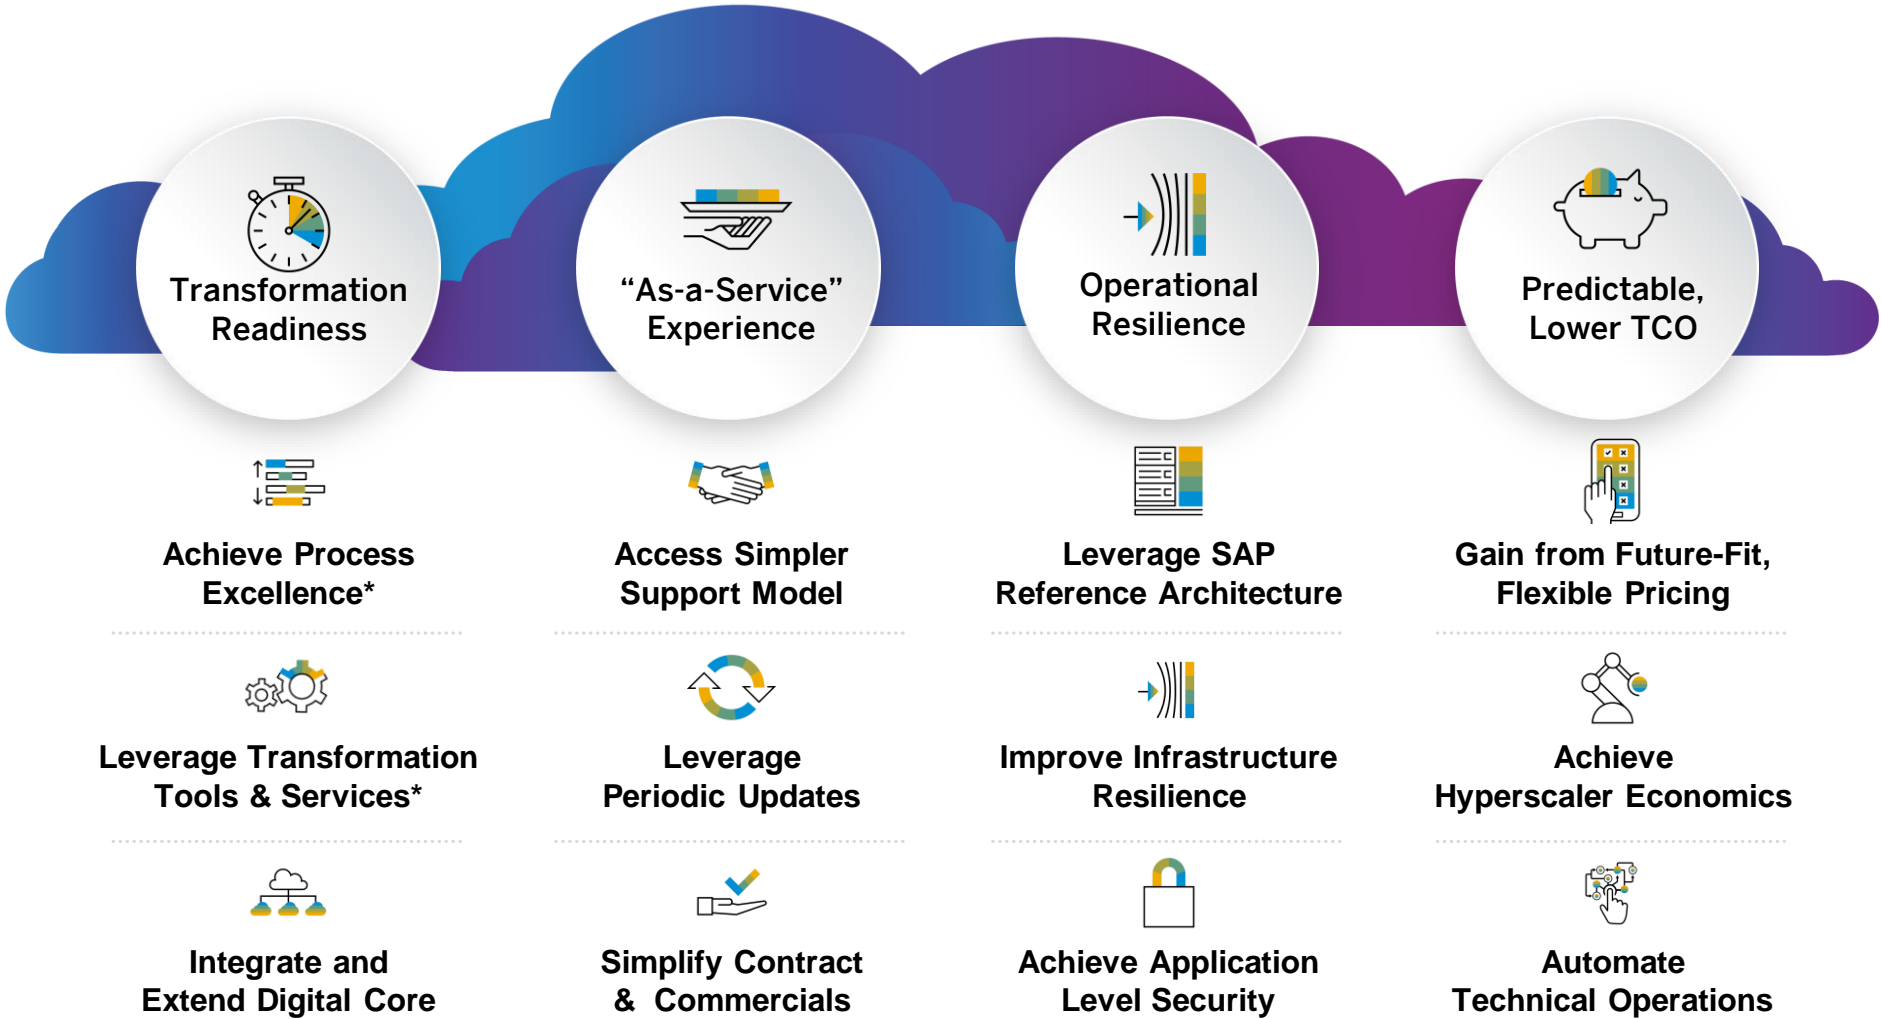 Transformation
Readiness
“As-a-Service”
Experience
Operational
Resilience
Predictable,
Lower TCO
Achieve Process
Excellence*
Access Simpler
Support Model
Leverage SAP
Reference Architecture
Gain from Future-Fit,
Flexible Pricing
Leverage Transformation
Tools & Services*
Leverage
Periodic Updates
Improve Infrastructure
Resilience
Achieve
Hyperscaler Economics
Integrate and
Extend Digital Core
Simplify Contract
& Commercials
Achieve Application
Level Security
Automate
Technical Operations